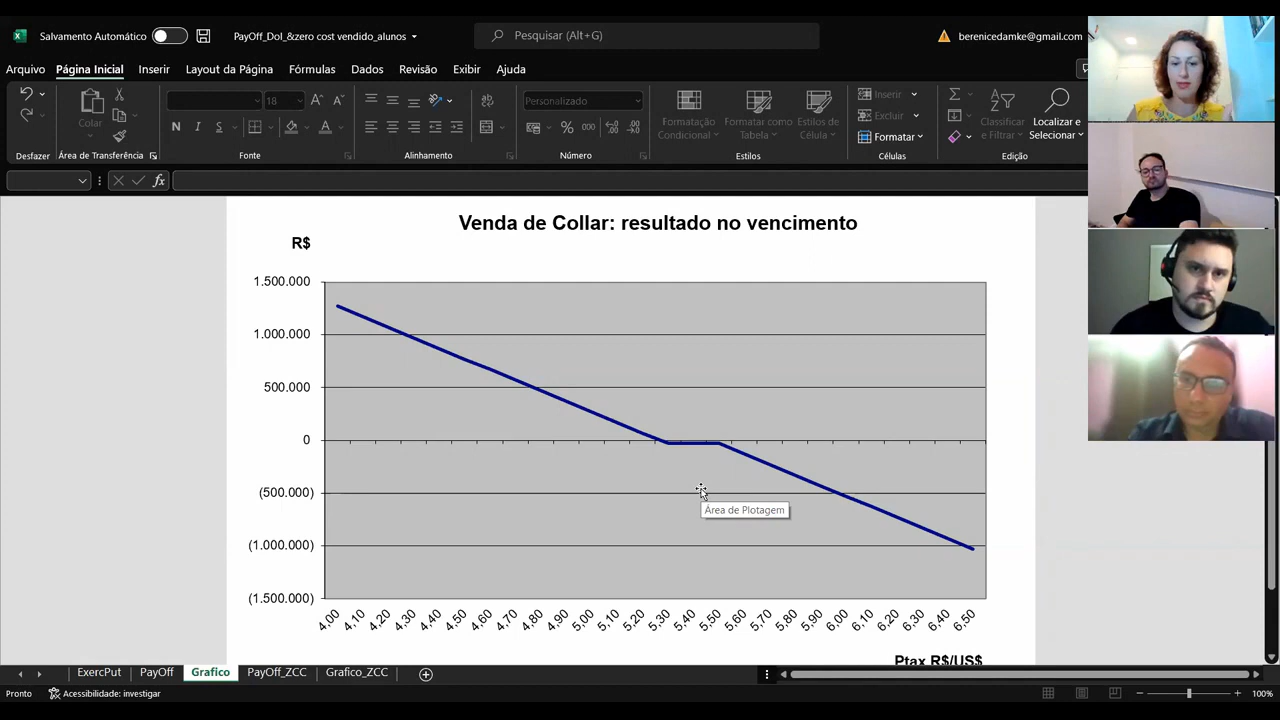 Salvamento Automático
PayOff_Dol_&zero cost vendido_alunos
Pesquisar (Alt+G)
berenicedamke@gmail.com
Arquivo Página Inicial Inserir Layout da Página Fórmulas Dados Revisão Exibir Ajuda
Desfazer
Colar
Área de Transferência
18
N I S
Fonte
Alinhamento
Personalizado
% 000
Número
Formatação Condicional
Formatar como Tabela
Estilos de Célula
Estilos
Inserir
Excluir
Formatar
Células
Classificar e Filtrar
Localizar e Selecionar
Edição
fx
Venda de Collar: resultado no vencimento
R$
1.500.000
1.000.000
500.000
0
(500.000)
(1.000.000)
(1.500.000)
Área de Plotagem
4,00 4,10 4,20 4,30 4,40 4,50 4,60 4,70 4,80 4,90 5,00 5,10 5,20 5,30 5,40 5,50 5,60 5,70 5,80 5,90 6,00 6,10 6,20 6,30 6,40 6,50
Ptax R$/US$
ExercPut PayOff Grafico PayOff_ZCC Grafico_ZCC
Pronto Acessibilidade: investigar 100%